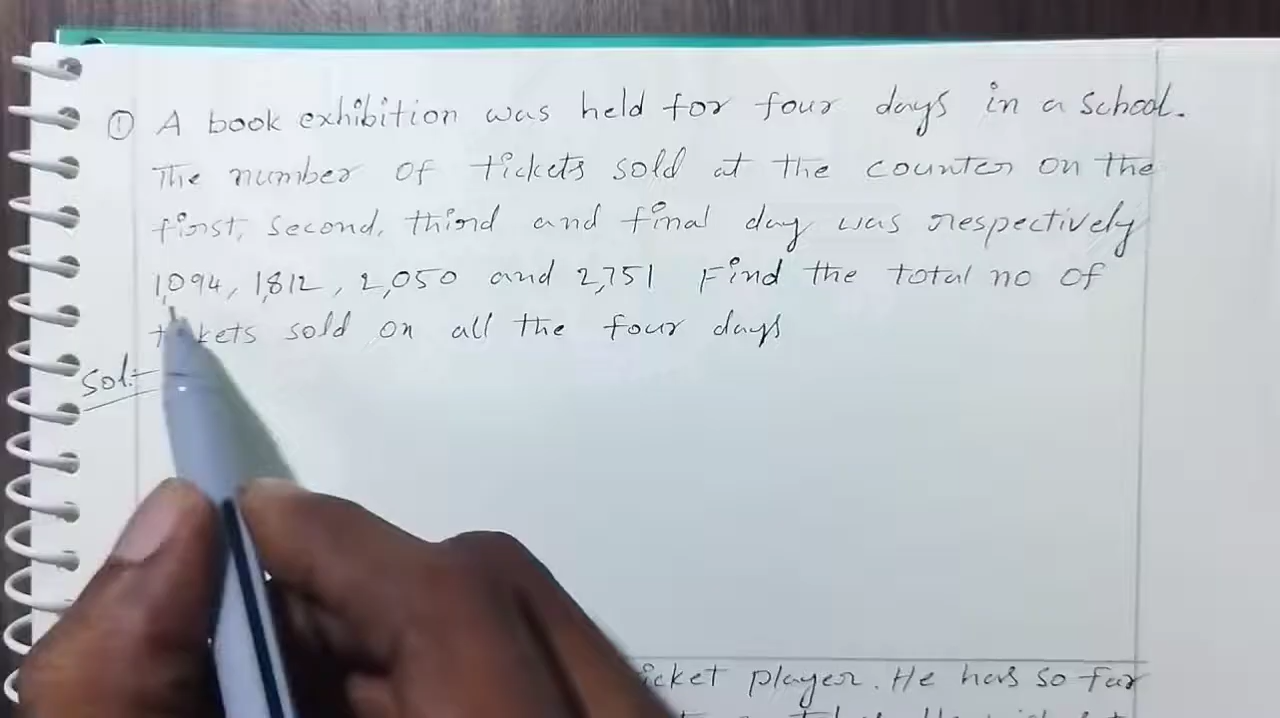 ① A book exhibition was held for four days in a school.
The number of tickets sold at the counter on the
first, second, third and final day was respectively
1,094, 1,812, 2,050 and 2,751 Find the total no of
tickets sold on all the four days
Sol:-
player. He has so far